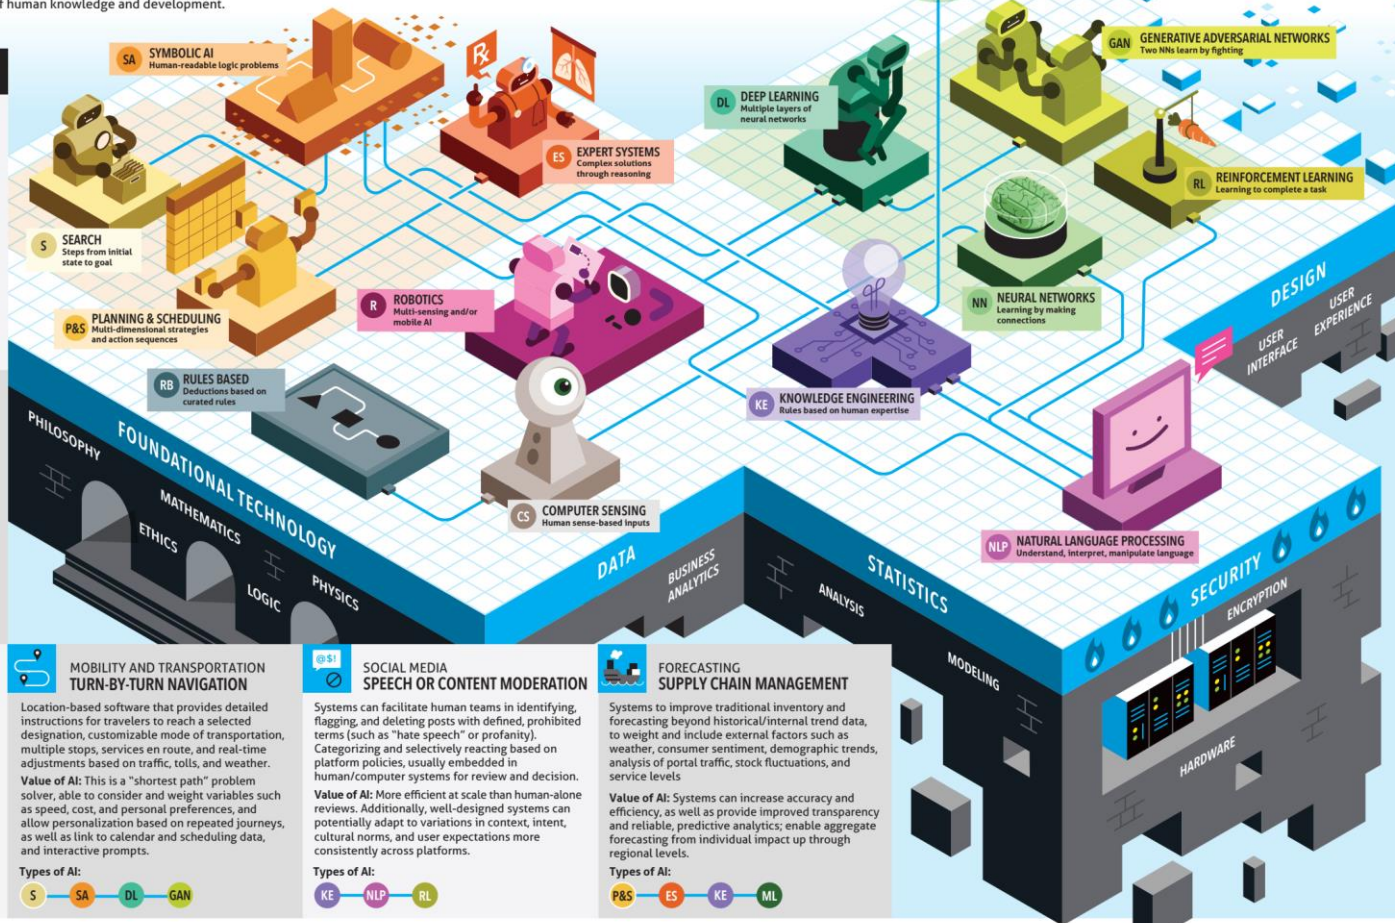 of human knowledge and development.
SA
SYMBOLIC AI
Human-readable logic problems
Rx
ES
EXPERT SYSTEMS
Complex solutions
through reasoning
DL
DEEP LEARNING
Multiple layers of
neural networks
GAN
GENERATIVE ADVERSARIAL NETWORKS
Two NNs learn by fighting
RL
REINFORCEMENT LEARNING
Learning to complete a task
S
SEARCH
Steps from initial
state to goal
P&S
PLANNING & SCHEDULING
Multi-dimensional strategies
and action sequences
R
ROBOTICS
Multi-sensing and/or
mobile AI
NN
NEURAL NETWORKS
Learning by making
connections
RB
RULES BASED
Deductions based on
curated rules
KE
KNOWLEDGE ENGINEERING
Rules based on human expertise
CS
COMPUTER SENSING
Human sense-based inputs
NLP
NATURAL LANGUAGE PROCESSING
Understand, interpret, manipulate language
DESIGN
USER
INTERFACE
USER
EXPERIENCE
FOUNDATIONAL TECHNOLOGY
PHILOSOPHY
ETHICS
MATHEMATICS
LOGIC
PHYSICS
DATA
BUSINESS
ANALYTICS
STATISTICS
ANALYSIS
MODELING
SECURITY
ENCRYPTION
HARDWARE
MOBILITY AND TRANSPORTATION
TURN-BY-TURN NAVIGATION
Location-based software that provides detailed
instructions for travelers to reach a selected
designation, customizable mode of transportation,
multiple stops, services en route, and real-time
adjustments based on traffic, tolls, and weather.
Value of AI: This is a “shortest path” problem
solver, able to consider and weight variables such
as speed, cost, and personal preferences, and
allow personalization based on repeated journeys,
as well as link to calendar and scheduling data,
and interactive prompts.
Types of AI:
S SA DL GAN
@$!
SOCIAL MEDIA
SPEECH OR CONTENT MODERATION
Systems can facilitate human teams in identifying,
flagging, and deleting posts with defined, prohibited
terms (such as “hate speech” or profanity).
Categorizing and selectively reacting based on
platform policies, usually embedded in
human/computer systems for review and decision.
Value of AI: More efficient at scale than human-alone
reviews. Additionally, well-designed systems can
potentially adapt to variations in context, intent,
cultural norms, and user expectations more
consistently across platforms.
Types of AI:
KE NLP RL
FORECASTING
SUPPLY CHAIN MANAGEMENT
Systems to improve traditional inventory and
forecasting beyond historical/internal trend data,
to weight and include external factors such as
weather, consumer sentiment, demographic trends,
analysis of portal traffic, stock fluctuations, and
service levels
Value of AI: Systems can increase accuracy and
efficiency, as well as provide improved transparency
and reliable, predictive analytics; enable aggregate
forecasting from individual impact up through
regional levels.
Types of AI:
P&S ES KE ML